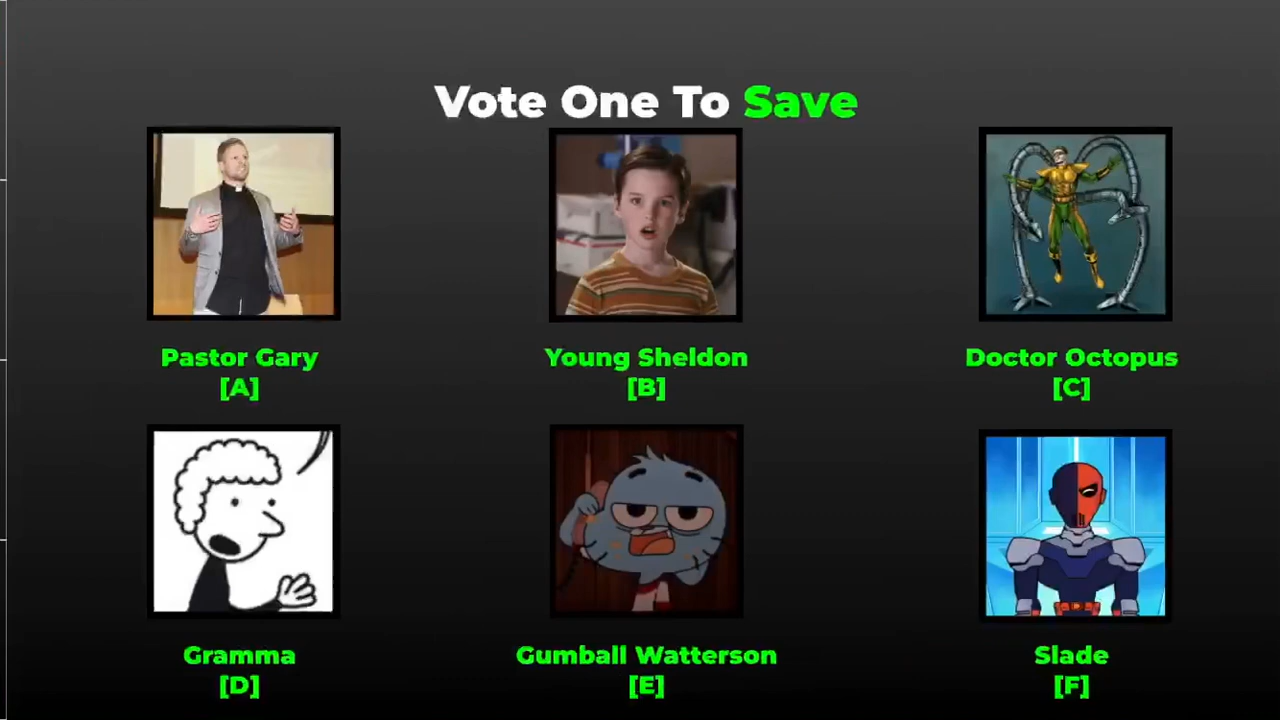 Vote One To Save
Pastor Gary
[A]
Young Sheldon
[B]
Doctor Octopus
[C]
Gramma
[D]
Gumball Watterson
[E]
Slade
[F]